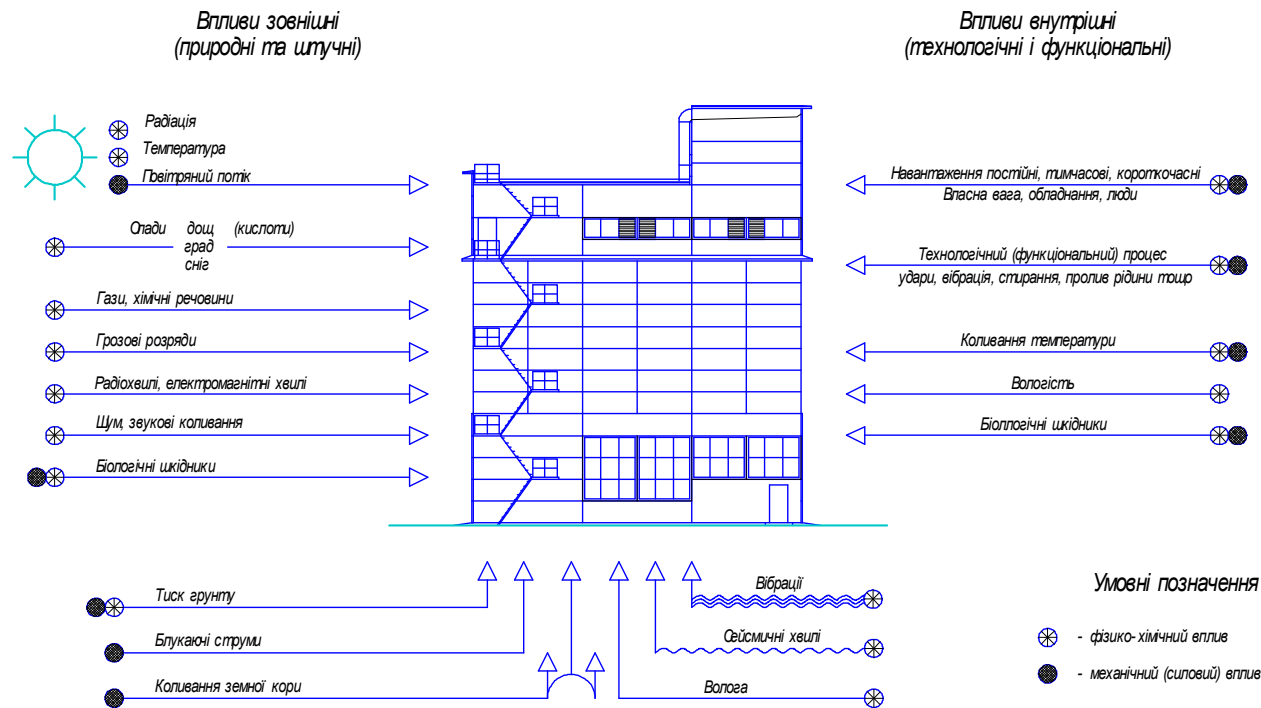 Впливи зовнішні
(природні та штучні)
Впливи внутрішні
(технологічні і функціональні)
Радіація
Температура
Повітряний потік
Опади дощ (кислоти)
град
сніг
Гази, хімічні речовини
Грозові розряди
Радіохвилі, електромагнітні хвилі
Шум, звукові коливання
Біологічні шкідники
Навантаження постійні, тимчасові, короткочасні
Власна вага, обладнання, люди
Технологічний (функціональний) процес
удари, вібрація, стирання, пролив рідини тощо
Коливання температури
Вологість
Біоллогічні шкідники
Тиск грунту
Блукаючі струми
Коливання земної кори
Вібрації
Сейсмичні хвилі
Волога
Умовні позначення
- фізико-хімічний вплив
- механічний (силовий) вплив